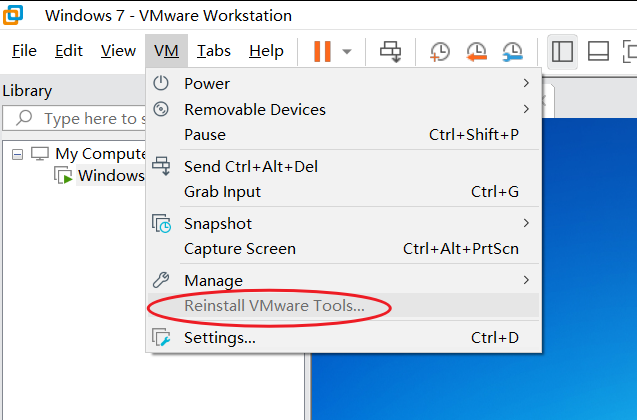 Windows 7 - VMware Workstation
File Edit View VM Tabs Help
Library
Type here to s
My Compute
Windows
Power
Removable Devices
Pause Ctrl+Shift+P
Send Ctrl+Alt+Del
Grab Input Ctrl+G
Snapshot
Capture Screen Ctrl+Alt+PrtScn
Manage
Reinstall VMware Tools...
Settings... Ctrl+D